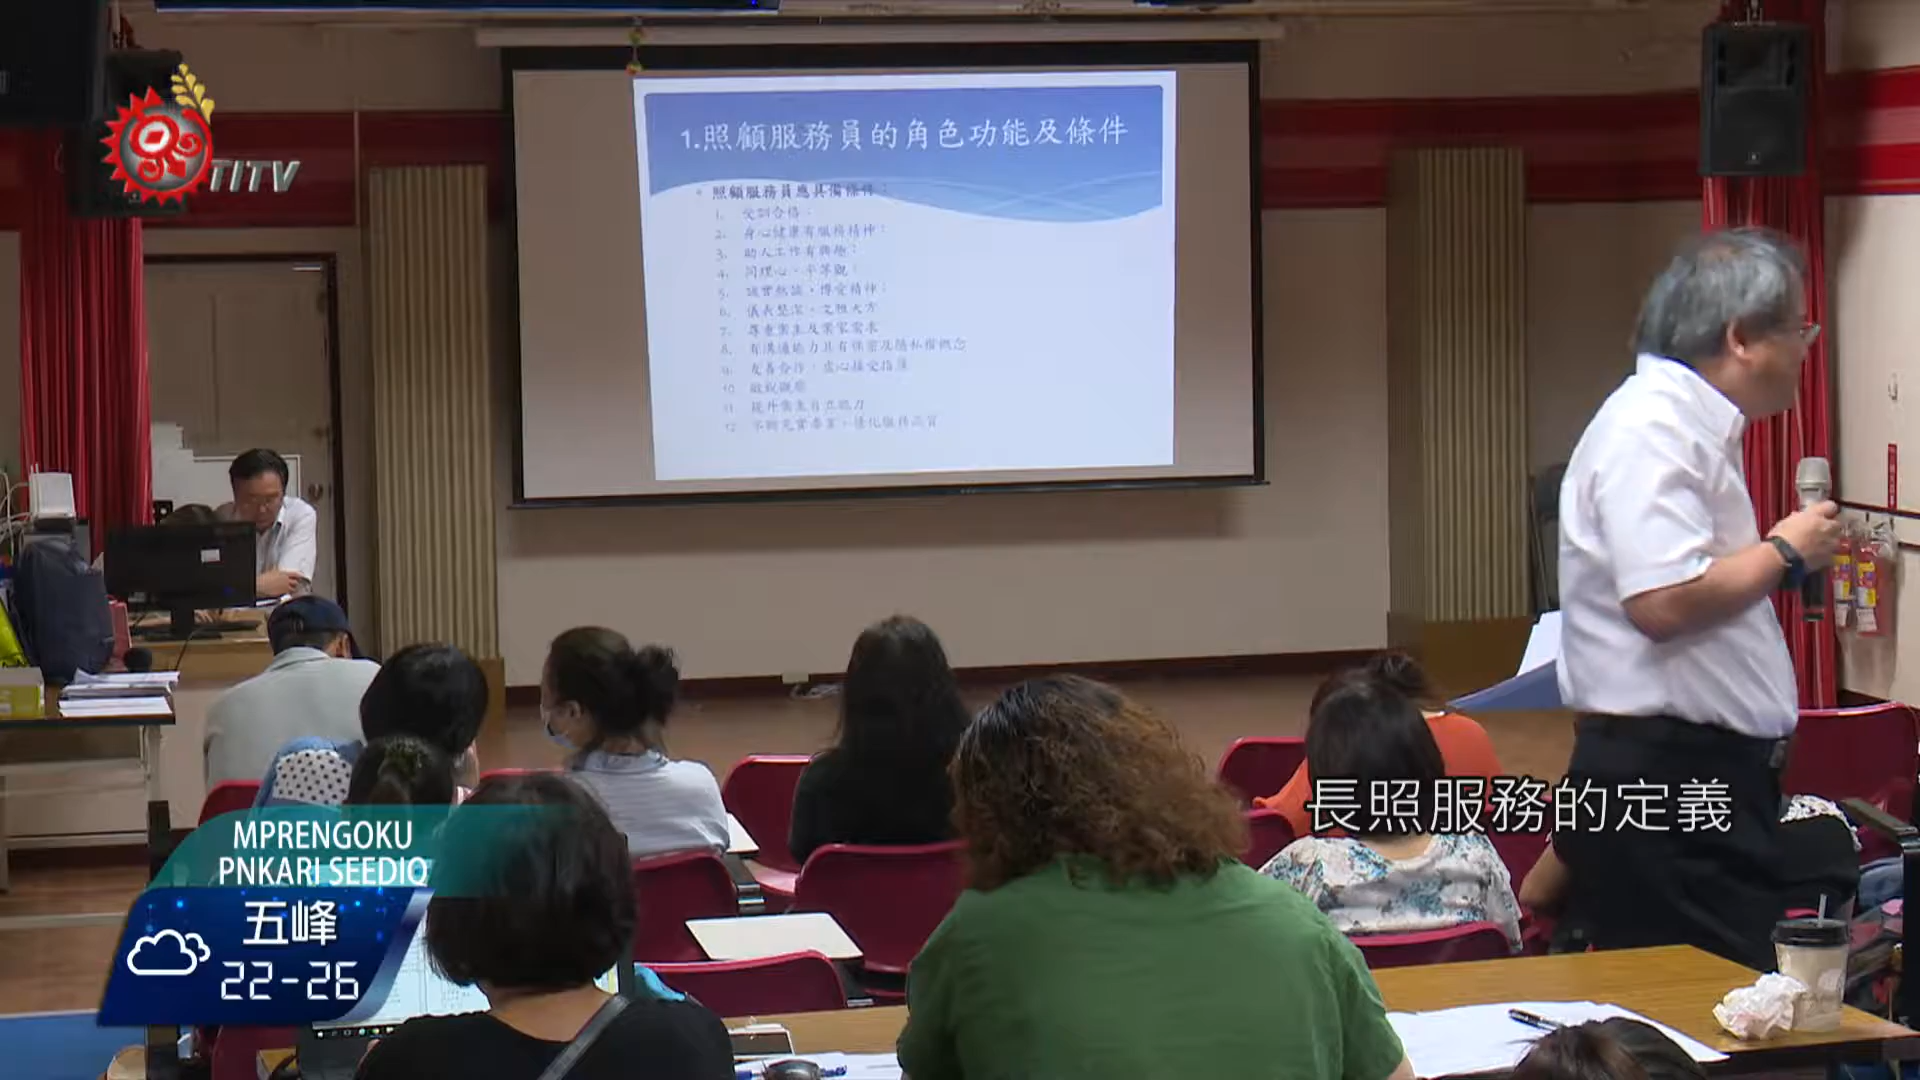 TITV
1.照顧服務員的角色功能及條件
照顧服務員應具備條件：
1. 受訓合格；
2. 身心健康有服務精神；
3. 助人工作有興趣；
4. 同理心、平等觀；
5. 誠實熱誠，博愛精神；
6. 儀表整潔、文雅大方
7. 尊重案主及案家需求
8. 有溝通能力具有保密及隱私權概念
9. 友善合作，虛心接受指導
10. 敏銳觀察
11. 提升案主自立能力
12. 不斷充實專業，優化服務品質
長照服務的定義
MPRENGOKU
PNKARI SEEDIQ
五峰
22-26